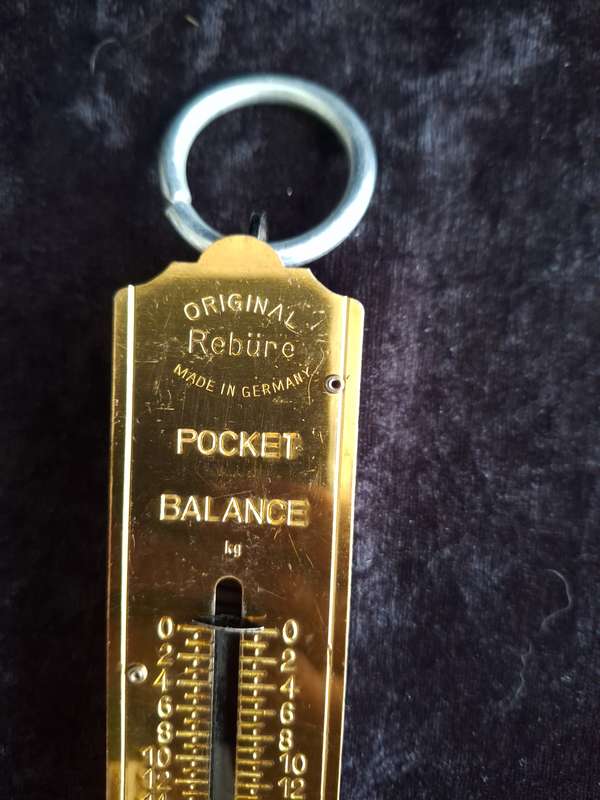 ORIGINAL
Rebüre
MADE IN GERMANY
POCKET
BALANCE
kg
0 0
2 2
4 4
6 6
8 8
10 10
12 12